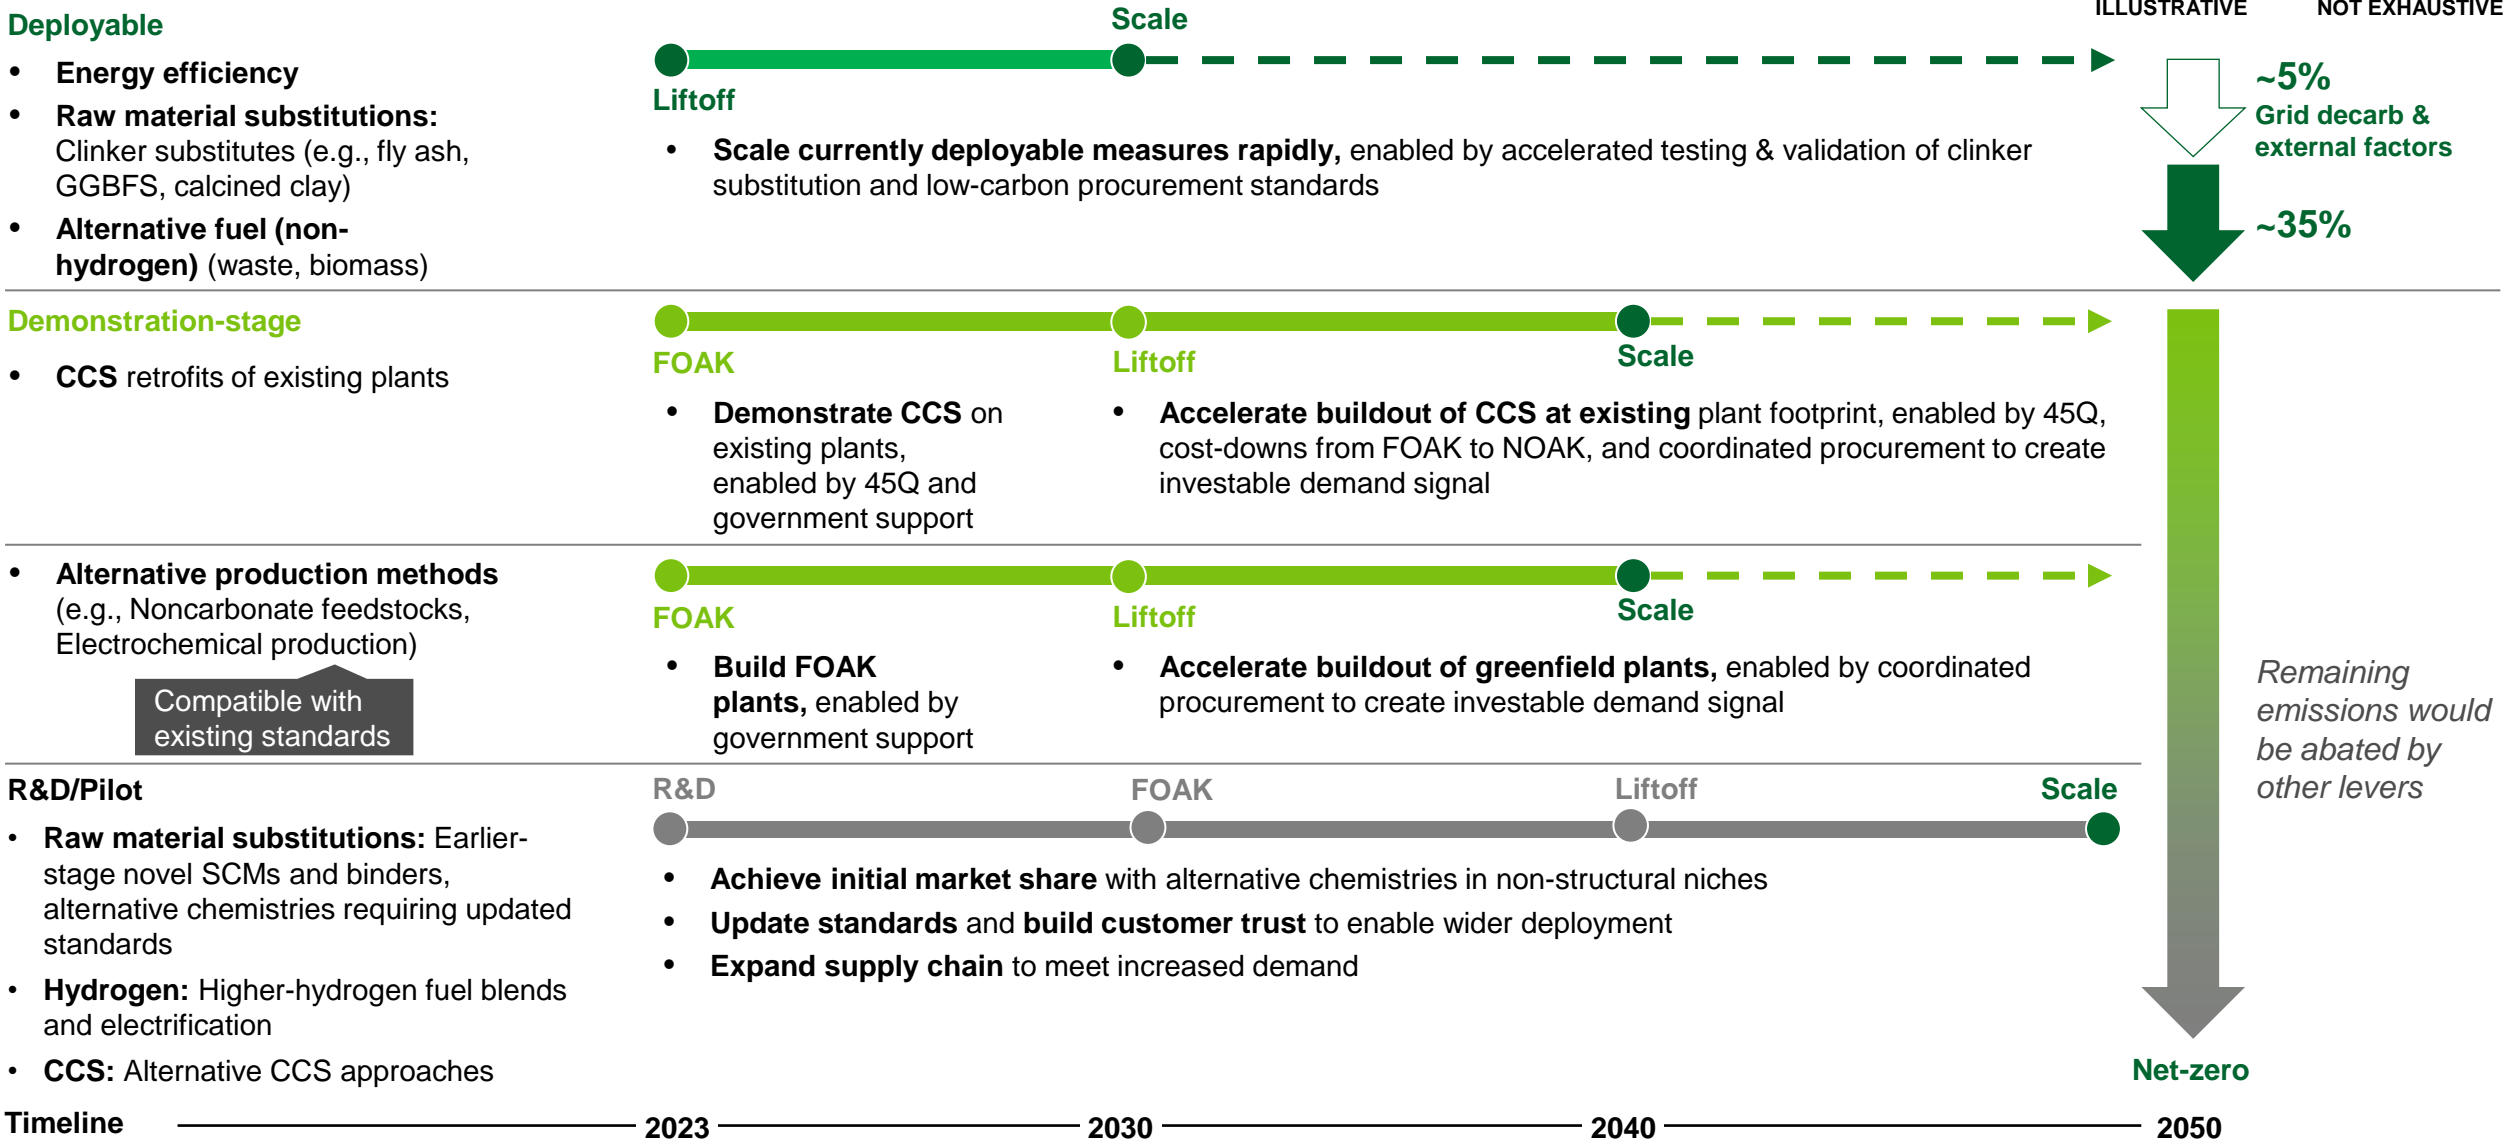 ILLUSTRATIVE
NOT EXHAUSTIVE
Deployable
• Energy efficiency
• Raw material substitutions:
Clinker substitutes (e.g., fly ash,
GGBFS, calcined clay)
• Alternative fuel (non-
hydrogen) (waste, biomass)
Scale
Liftoff
• Scale currently deployable measures rapidly, enabled by accelerated testing & validation of clinker
substitution and low-carbon procurement standards
~5%
Grid decarb &
external factors
~35%
Demonstration-stage
• CCS retrofits of existing plants
FOAK
Liftoff
Scale
• Demonstrate CCS on
existing plants,
enabled by 45Q and
government support
• Accelerate buildout of CCS at existing plant footprint, enabled by 45Q,
cost-downs from FOAK to NOAK, and coordinated procurement to create
investable demand signal
• Alternative production methods
(e.g., Noncarbonate feedstocks,
Electrochemical production)
Compatible with
existing standards
FOAK
Liftoff
Scale
• Build FOAK
plants, enabled by
government support
• Accelerate buildout of greenfield plants, enabled by coordinated
procurement to create investable demand signal
Remaining
emissions would
be abated by
other levers
R&D/Pilot
• Raw material substitutions: Earlier-
stage novel SCMs and binders,
alternative chemistries requiring updated
standards
• Hydrogen: Higher-hydrogen fuel blends
and electrification
• CCS: Alternative CCS approaches
R&D
FOAK
Liftoff
Scale
• Achieve initial market share with alternative chemistries in non-structural niches
• Update standards and build customer trust to enable wider deployment
• Expand supply chain to meet increased demand
Net-zero
Timeline
2023
2030
2040
2050